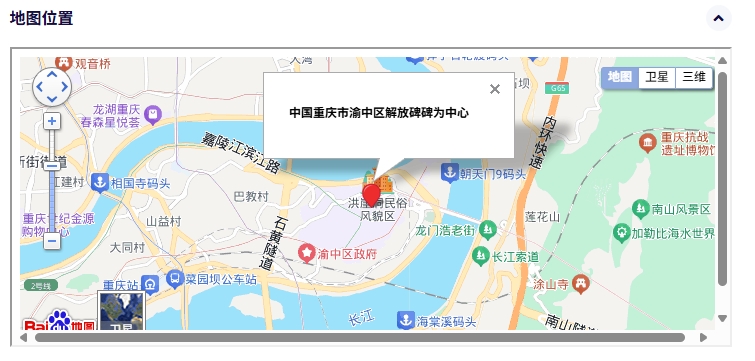 地图位置
观音桥
大湾
地图
卫星
三维
G65
石坝
龙湖重庆
春森星悦荟
中国重庆市渝中区解放碑碑为中心
内环快速
重庆抗战
遗址博物馆
嘉陵江滨江路
新街街道
江建村
相国寺码头
朝天门9码头
巴教村
洪崖洞民俗
风貌区
重庆世纪金源
购物中心
益山村
石黄隧道
莲花山
南山风景区
龙门浩老街
加勒比海水世界
大同村
渝中区政府
长江索道
重庆站
菜园坝公车站
涂山寺
2号线
长江
海棠溪码头
南山隧道
Bai 地图
卫星